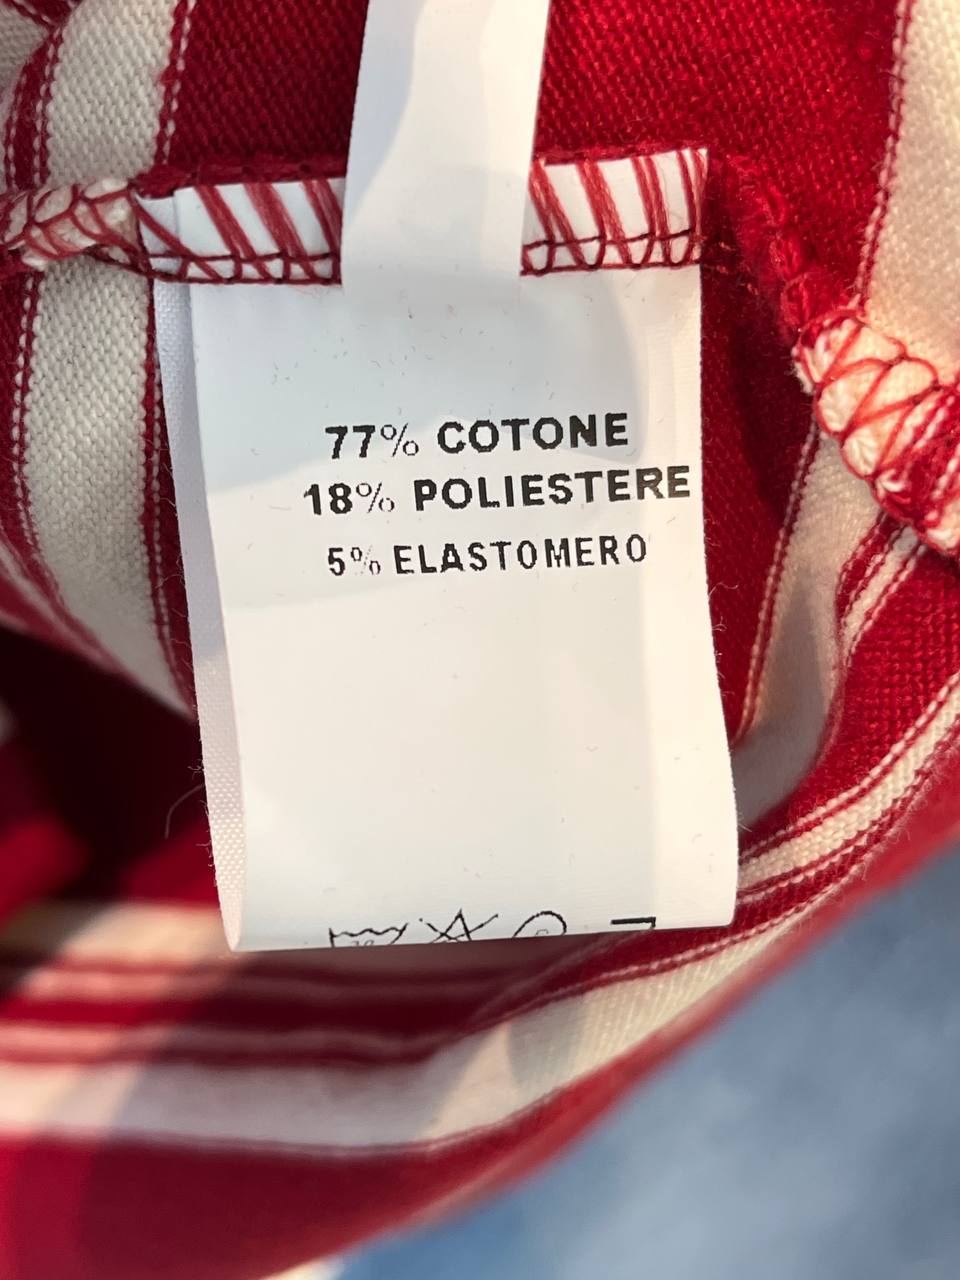 77% COTONE
18% POLIESTERE
5% ELASTOMERO